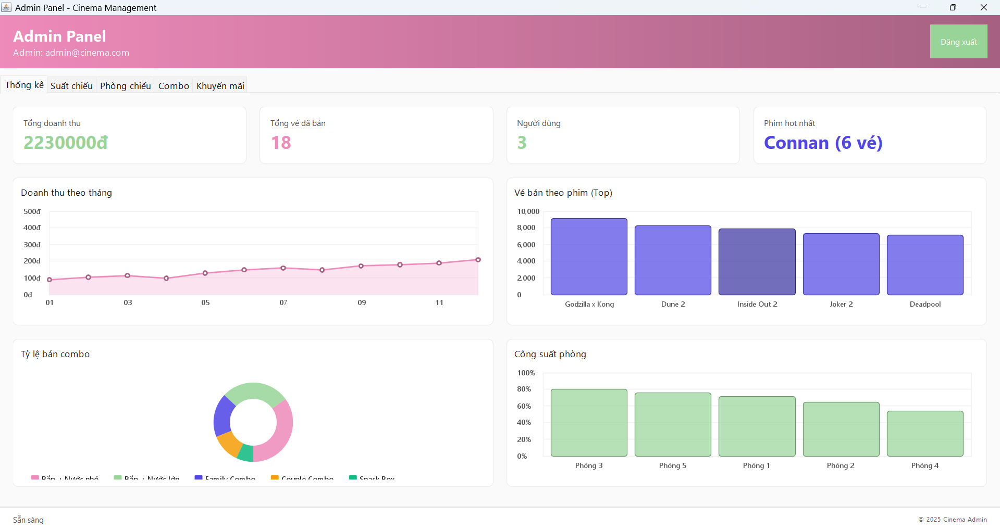 Admin Panel - Cinema Management
Admin Panel
Admin: admin@cinema.com
Đăng xuất
Thống kê
Suất chiếu
Phòng chiếu
Combo
Khuyến mãi
Tổng doanh thu
2230000đ
Tổng vé đã bán
18
Người dùng
3
Phim hot nhất
Connan (6 vé)
Doanh thu theo tháng
500đ
400đ
300đ
200đ
100đ
0đ
01 03 05 07 09 11
Vé bán theo phim (Top)
10,000
8,000
6,000
4,000
2,000
0
Godzilla x Kong Dune 2 Inside Out 2 Joker 2 Deadpool
Tỷ lệ bán combo
Bắp + Nước nhỏ Bắp + Nước lớn Family Combo Couple Combo Snack Box
Công suất phòng
100%
80%
60%
40%
20%
0%
Phòng 3 Phòng 5 Phòng 1 Phòng 2 Phòng 4
Sẵn sàng
© 2025 Cinema Admin